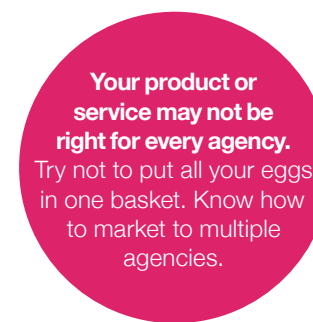 Your product or
service may not be
right for every agency.
Try not to put all your eggs
in one basket. Know how
to market to multiple
agencies.